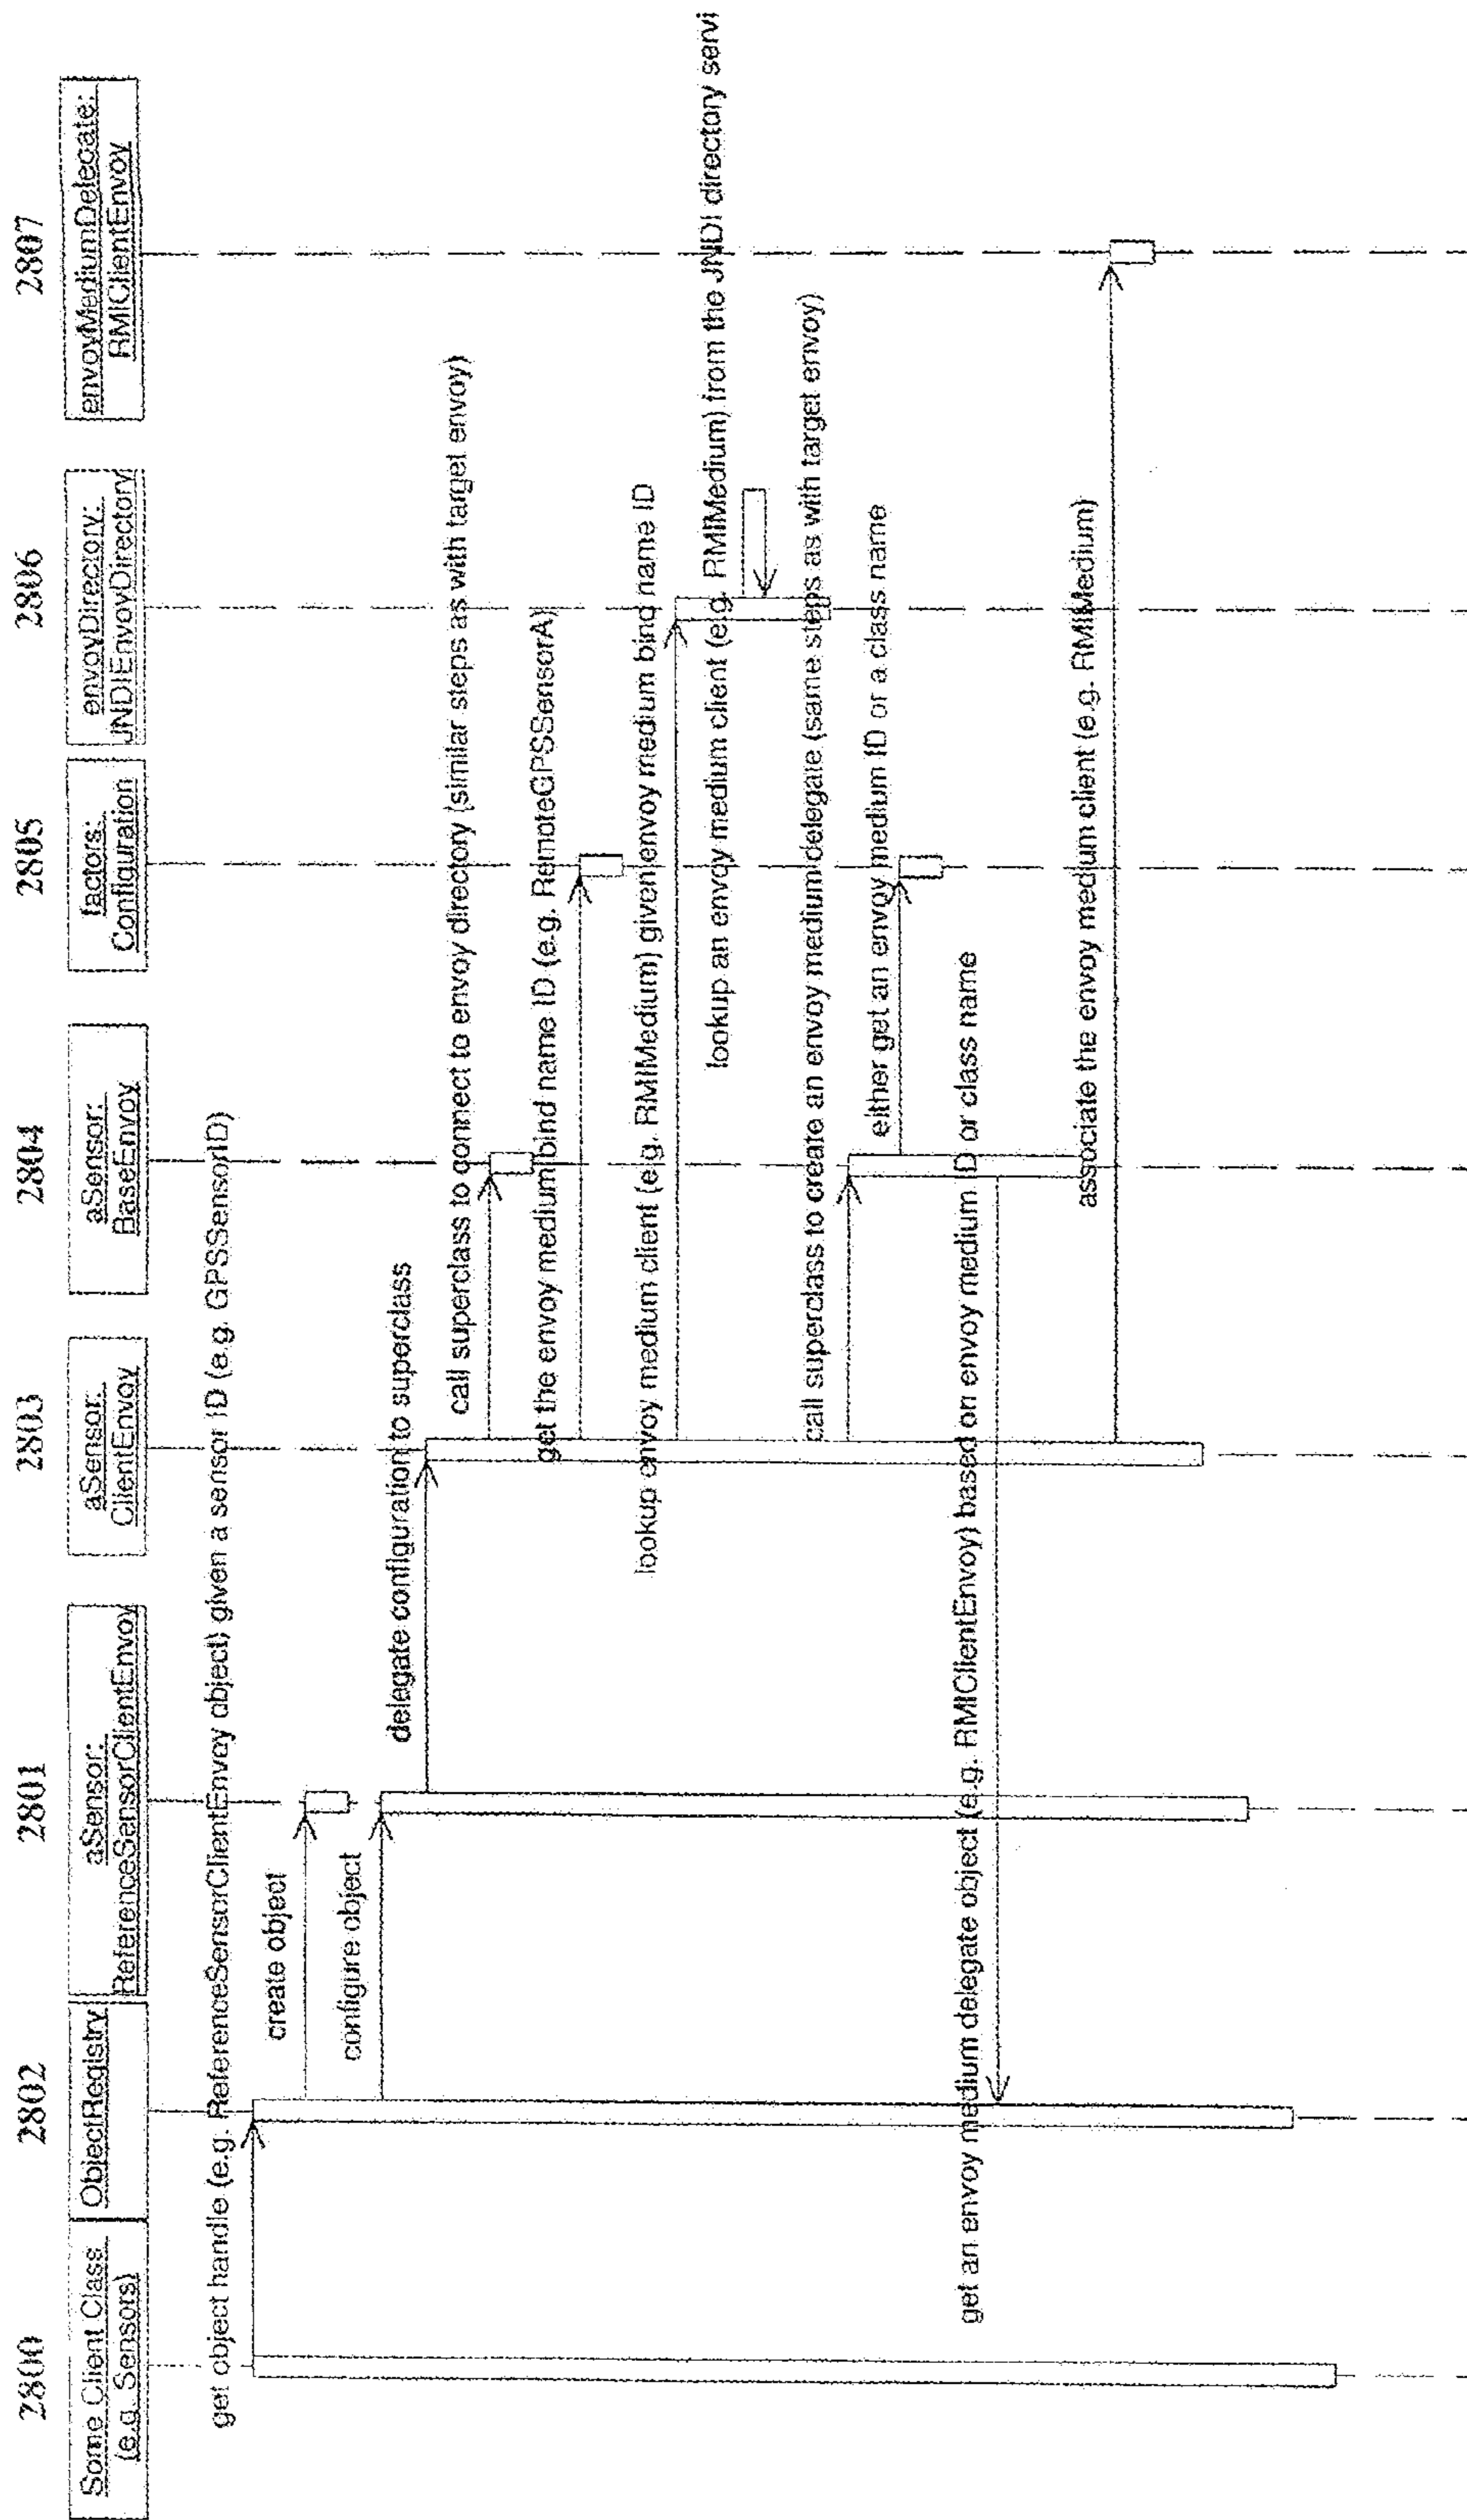 2800
2802
2801
2803
2804
2805
2806
2807
Some Client Class
(e.g. Sensors)
ObjectRegistry
aSensor:
ReferenceSensorClientEnvoy
aSensor:
ClientEnvoy
aSensor:
BaseEnvoy
factors:
Configuration
envoyDirectory:
JNDIEnvoyDirectory
envoyMediumDelegate:
RMIClientEnvoy
get object handle (e.g. ReferenceSensorClientEnvoy object) given a sensor ID (e.g. GPSSensorID)
create object
configure object
delegate configuration to superclass
call superclass to connect to envoy directory (similar steps as with target envoy)
get the envoy medium bind name ID (e.g. RemoteGPSSensorA)
lookup envoy medium client (e.g. RMIMedium) given envoy medium bind name ID
lookup an envoy medium client (e.g. RMIMedium) from the JNDI directory servi
call superclass to create an envoy medium delegate (same steps as with target envoy)
either get an envoy medium ID or a class name
get an envoy medium delegate object (e.g. RMIClientEnvoy) based on envoy medium ID or class name
associate the envoy medium client (e.g. RMIMedium)